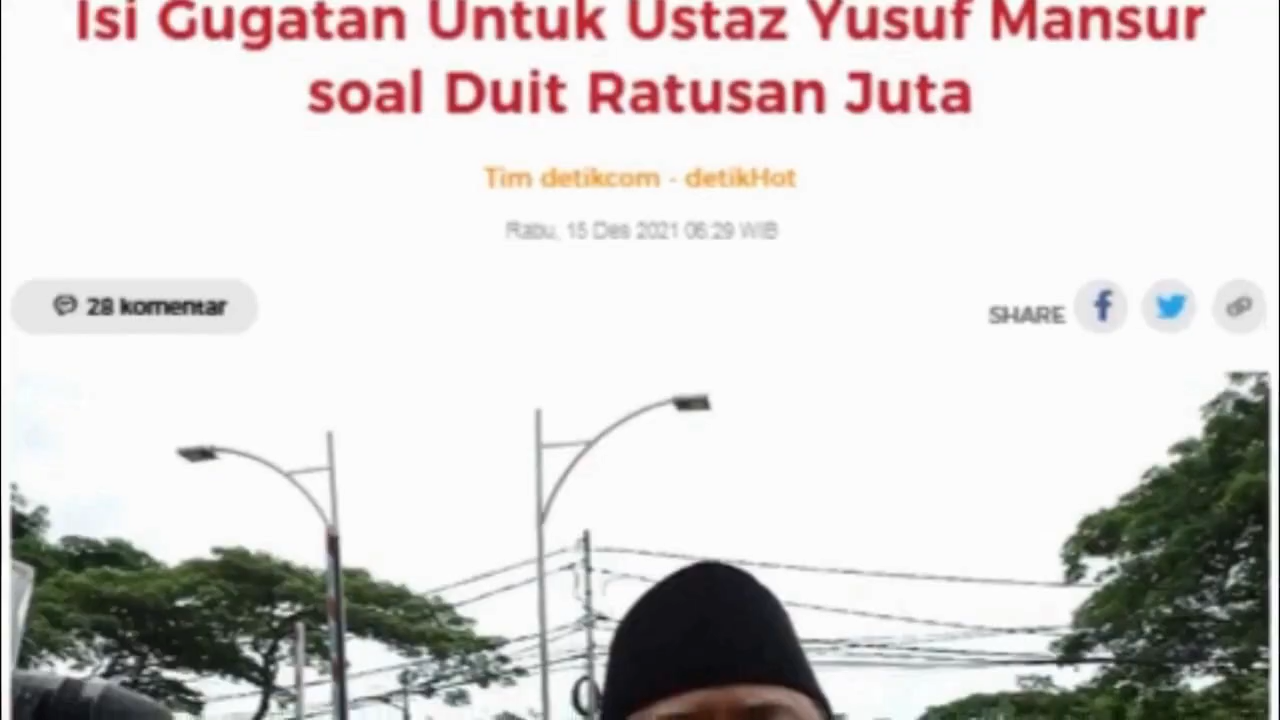 Isi Gugatan Untuk Ustaz Yusuf Mansur
soal Duit Ratusan Juta
Tim detikcom - detikHot
Rabu, 15 Des 2021 06:29 WIB
28 komentar
SHARE